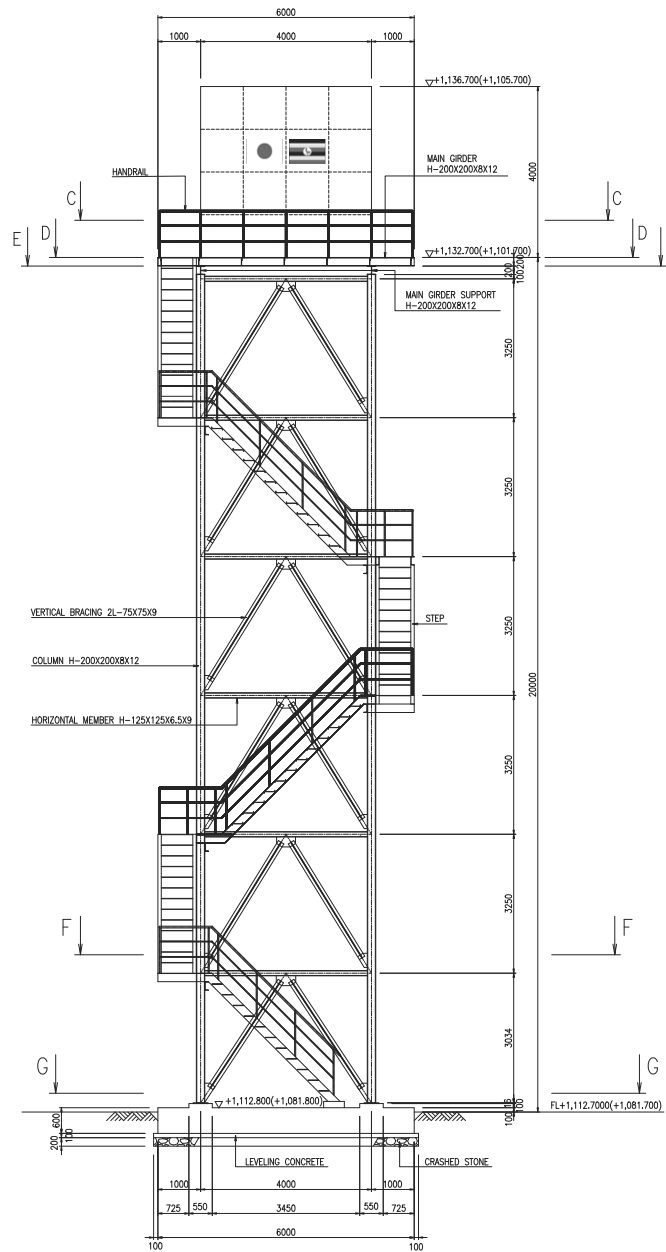 6000
1000
4000
1000
+1,136.700(+1,105.700)
MAIN GIRDER
H-200X200X8X12
HANDRAIL
4000
C
C
D
D
E
+1,132.700(+1,101.700)
200
200
100
MAIN GIRDER SUPPORT
H-200X200X8X12
3250
3250
VERTICAL BRACING 2L-75X75X9
STEP
3250
COLUMN H-200X200X8X12
20000
HORIZONTAL MEMBER H-125X125X6.5X9
3250
3250
F
F
3034
G
G
+1,112.800(+1,081.800)
16
100
100
FL+1,112.7000(+1,081.700)
600
100
200
LEVELING CONCRETE
CRASHED STONE
1000
4000
1000
725
550
3450
550
725
6000
100
100